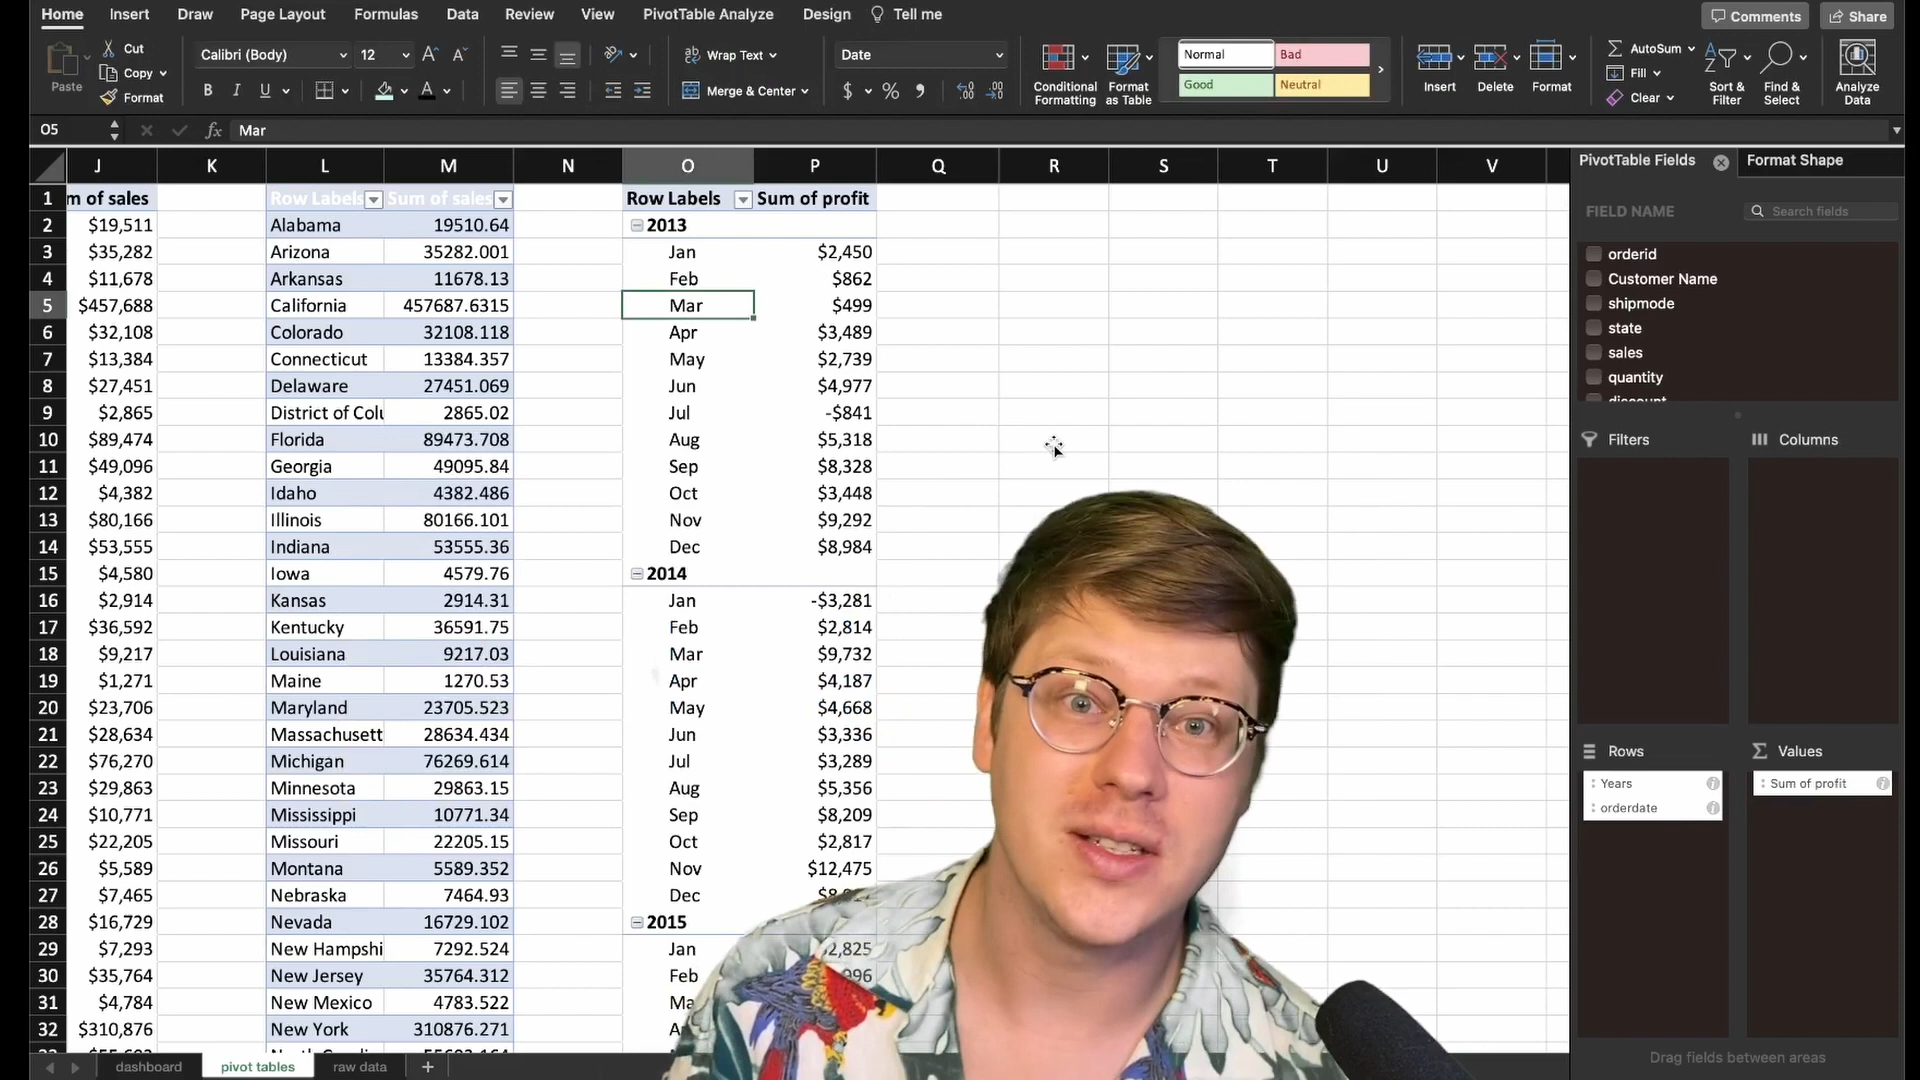 Home Insert Draw Page Layout Formulas Data Review View PivotTable Analyze Design Tell me Comments Share
Paste Cut Copy Format
Calibri (Body) 12
B I U
Wrap Text
Merge & Center
Date
$ %
Conditional Formatting
Format as Table
Normal Bad
Good Neutral
Insert Delete Format
AutoSum
Fill
Clear
Sort & Filter
Find & Select
Analyze Data
O5 fx Mar
J K L M N O P Q R S T U V
1 m of sales Row Labels Sum of sales Row Labels Sum of profit
2 $19,511 Alabama 19510.64 2013
3 $35,282 Arizona 35282.001 Jan $2,450
4 $11,678 Arkansas 11678.13 Feb $862
5 $457,688 California 457687.6315 Mar $499
6 $32,108 Colorado 32108.118 Apr $3,489
7 $13,384 Connecticut 13384.357 May $2,739
8 $27,451 Delaware 27451.069 Jun $4,977
9 $2,865 District of Colu 2865.02 Jul -$841
10 $89,474 Florida 89473.708 Aug $5,318
11 $49,096 Georgia 49095.84 Sep $8,328
12 $4,382 Idaho 4382.486 Oct $3,448
13 $80,166 Illinois 80166.101 Nov $9,292
14 $53,555 Indiana 53555.36 Dec $8,984
15 $4,580 Iowa 4579.76 2014
16 $2,914 Kansas 2914.31 Jan -$3,281
17 $36,592 Kentucky 36591.75 Feb $2,814
18 $9,217 Louisiana 9217.03 Mar $9,732
19 $1,271 Maine 1270.53 Apr $4,187
20 $23,706 Maryland 23705.523 May $4,668
21 $28,634 Massachusett 28634.434 Jun $3,336
22 $76,270 Michigan 76269.614 Jul $3,289
23 $29,863 Minnesota 29863.15 Aug $5,356
24 $10,771 Mississippi 10771.34 Sep $8,209
25 $22,205 Missouri 22205.15 Oct $2,817
26 $5,589 Montana 5589.352 Nov $12,475
27 $7,465 Nebraska 7464.93 Dec
28 $16,729 Nevada 16729.102 2015
29 $7,293 New Hampshi 7292.524 Jan 2,825
30 $35,764 New Jersey 35764.312 Feb 996
31 $4,784 New Mexico 4783.522 Ma
32 $310,876 New York 310876.271
dashboard pivot tables raw data +
PivotTable Fields Format Shape
FIELD NAME Search fields
orderid
Customer Name
shipmode
state
sales
quantity
discount
Filters Columns
Rows Values
Years Sum of profit
orderdate
Drag fields between areas